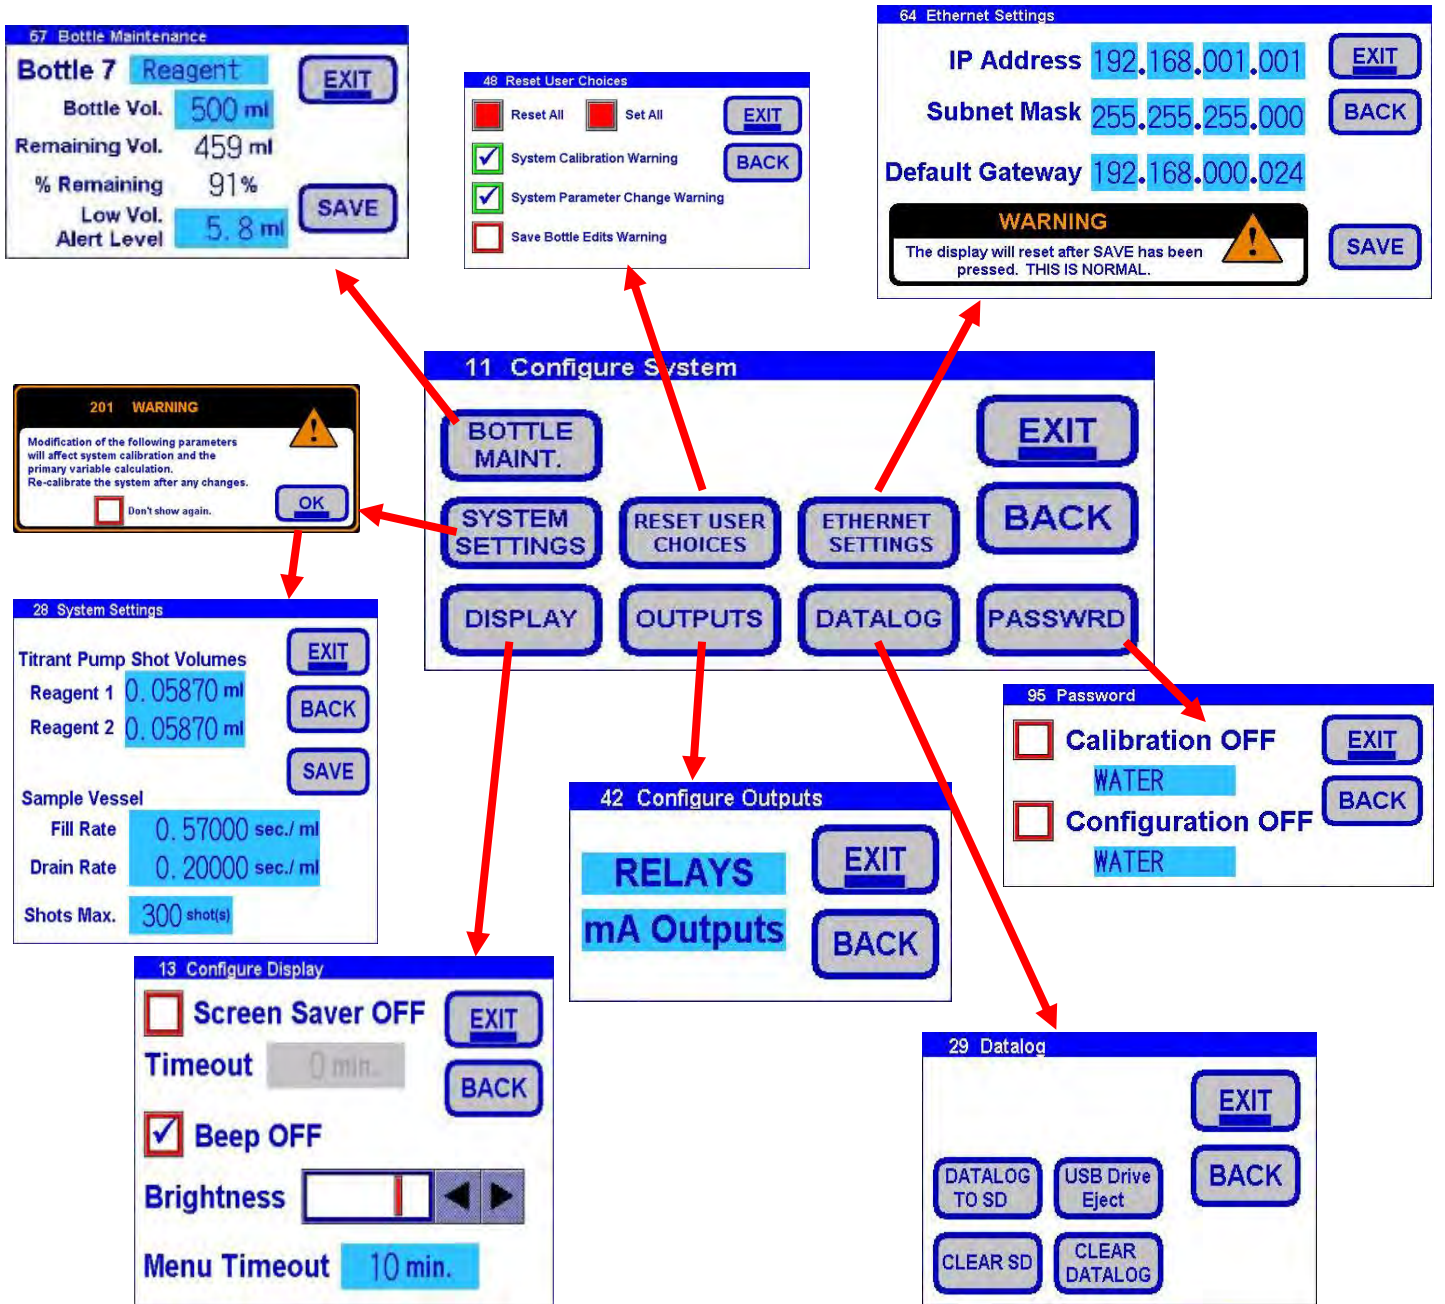 67 Bottle Maintenance
Bottle 7 Reagent
EXIT
Bottle Vol. 500 ml
Remaining Vol. 459 ml
% Remaining 91%
Low Vol.
Alert Level 5.8 ml
SAVE
48 Reset User Choices
Reset All Set All EXIT
System Calibration Warning BACK
System Parameter Change Warning
Save Bottle Edits Warning
64 Ethernet Settings
IP Address 192.168.001.001 EXIT
Subnet Mask 255.255.255.000 BACK
Default Gateway 192.168.000.024
WARNING
The display will reset after SAVE has been
pressed. THIS IS NORMAL.
SAVE
11 Configure System
BOTTLE
MAINT.
EXIT
SYSTEM
SETTINGS
RESET USER
CHOICES
ETHERNET
SETTINGS
BACK
DISPLAY OUTPUTS DATALOG PASSWRD
201 WARNING
Modification of the following parameters
will affect system calibration and the
primary variable calculation.
Re-calibrate the system after any changes.
Don't show again.
OK
28 System Settings
EXIT
Titrant Pump Shot Volumes
Reagent 1 0.05870 ml
BACK
Reagent 2 0.05870 ml
SAVE
Sample Vessel
Fill Rate 0.57000 sec./ ml
Drain Rate 0.20000 sec./ ml
Shots Max. 300 shot(s)
95 Password
Calibration OFF EXIT
WATER
BACK
Configuration OFF
WATER
42 Configure Outputs
RELAYS EXIT
mA Outputs BACK
13 Configure Display
Screen Saver OFF EXIT
Timeout 0 min.
BACK
Beep OFF
Brightness
Menu Timeout 10 min.
29 Datalog
EXIT
DATALOG
TO SD
USB Drive
Eject
BACK
CLEAR SD
CLEAR
DATALOG